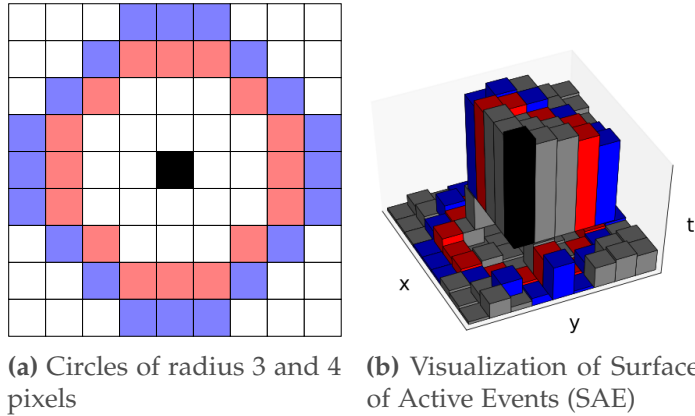 t
x
y
(a) Circles of radius 3 and 4
pixels
(b) Visualization of Surface
of Active Events (SAE)